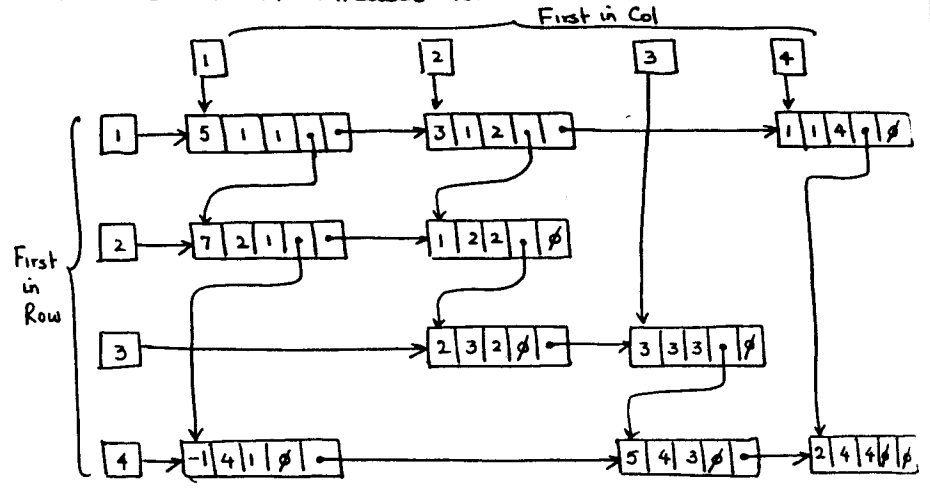 First in Col
1 2 3 4
1 5 1 1 3 1 2 1 1 4 ∅
2 7 2 1 1 2 2 ∅
First
in
Row
3 2 3 2 ∅ 3 3 3 ∅
4 -1 4 1 ∅ 5 4 3 ∅ 2 4 4 ∅ ∅